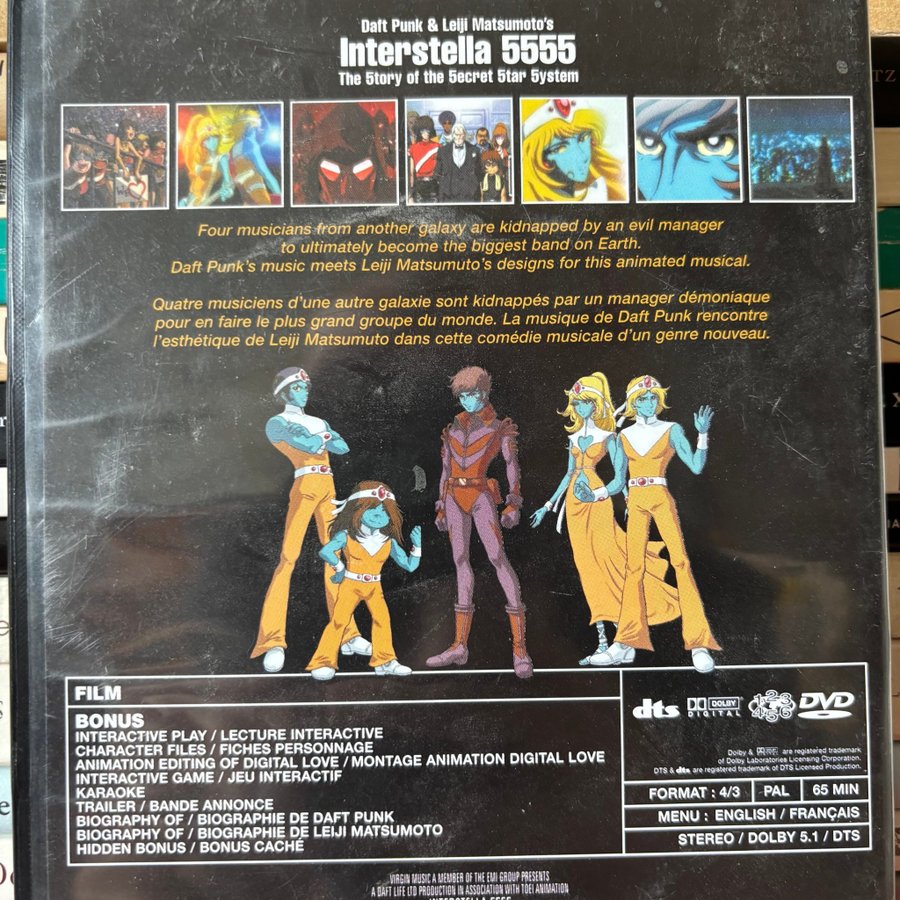 Daft Punk & Leiji Matsumoto's
Interstella 5555
The 5tory of the 5ecret 5tar 5ystem
Four musicians from another galaxy are kidnapped by an evil manager
to ultimately become the biggest band on Earth.
Daft Punk's music meets Leiji Matsumuto's designs for this animated musical.
Quatre musiciens d'une autre galaxie sont kidnappés par un manager démoniaque
pour en faire le plus grand groupe du monde. La musique de Daft Punk rencontre
l'esthétique de Leiji Matsumuto dans cette comédie musicale d'un genre nouveau.
FILM
BONUS
INTERACTIVE PLAY / LECTURE INTERACTIVE
CHARACTER FILES / FICHES PERSONNAGE
ANIMATION EDITING OF DIGITAL LOVE / MONTAGE ANIMATION DIGITAL LOVE
INTERACTIVE GAME / JEU INTERACTIF
KARAOKE
TRAILER / BANDE ANNONCE
BIOGRAPHY OF / BIOGRAPHIE DE DAFT PUNK
BIOGRAPHY OF / BIOGRAPHIE DE LEIJI MATSUMOTO
HIDDEN BONUS / BONUS CACHÉ
dts DOLBY DIGITAL DVD
Dolby & are registered trademark
of Dolby Laboratories Licensing Corporation.
DTS & dts are registered trademark of DTS Licensed Production.
FORMAT : 4/3 PAL 65 MIN
MENU : ENGLISH / FRANÇAIS
STEREO / DOLBY 5.1 / DTS
VIRGIN MUSIC A MEMBER OF THE EMI GROUP PRESENTS
A DAFT LIFE LTD PRODUCTION IN ASSOCIATION WITH TOEI ANIMATION
INTERSTELLA 5555